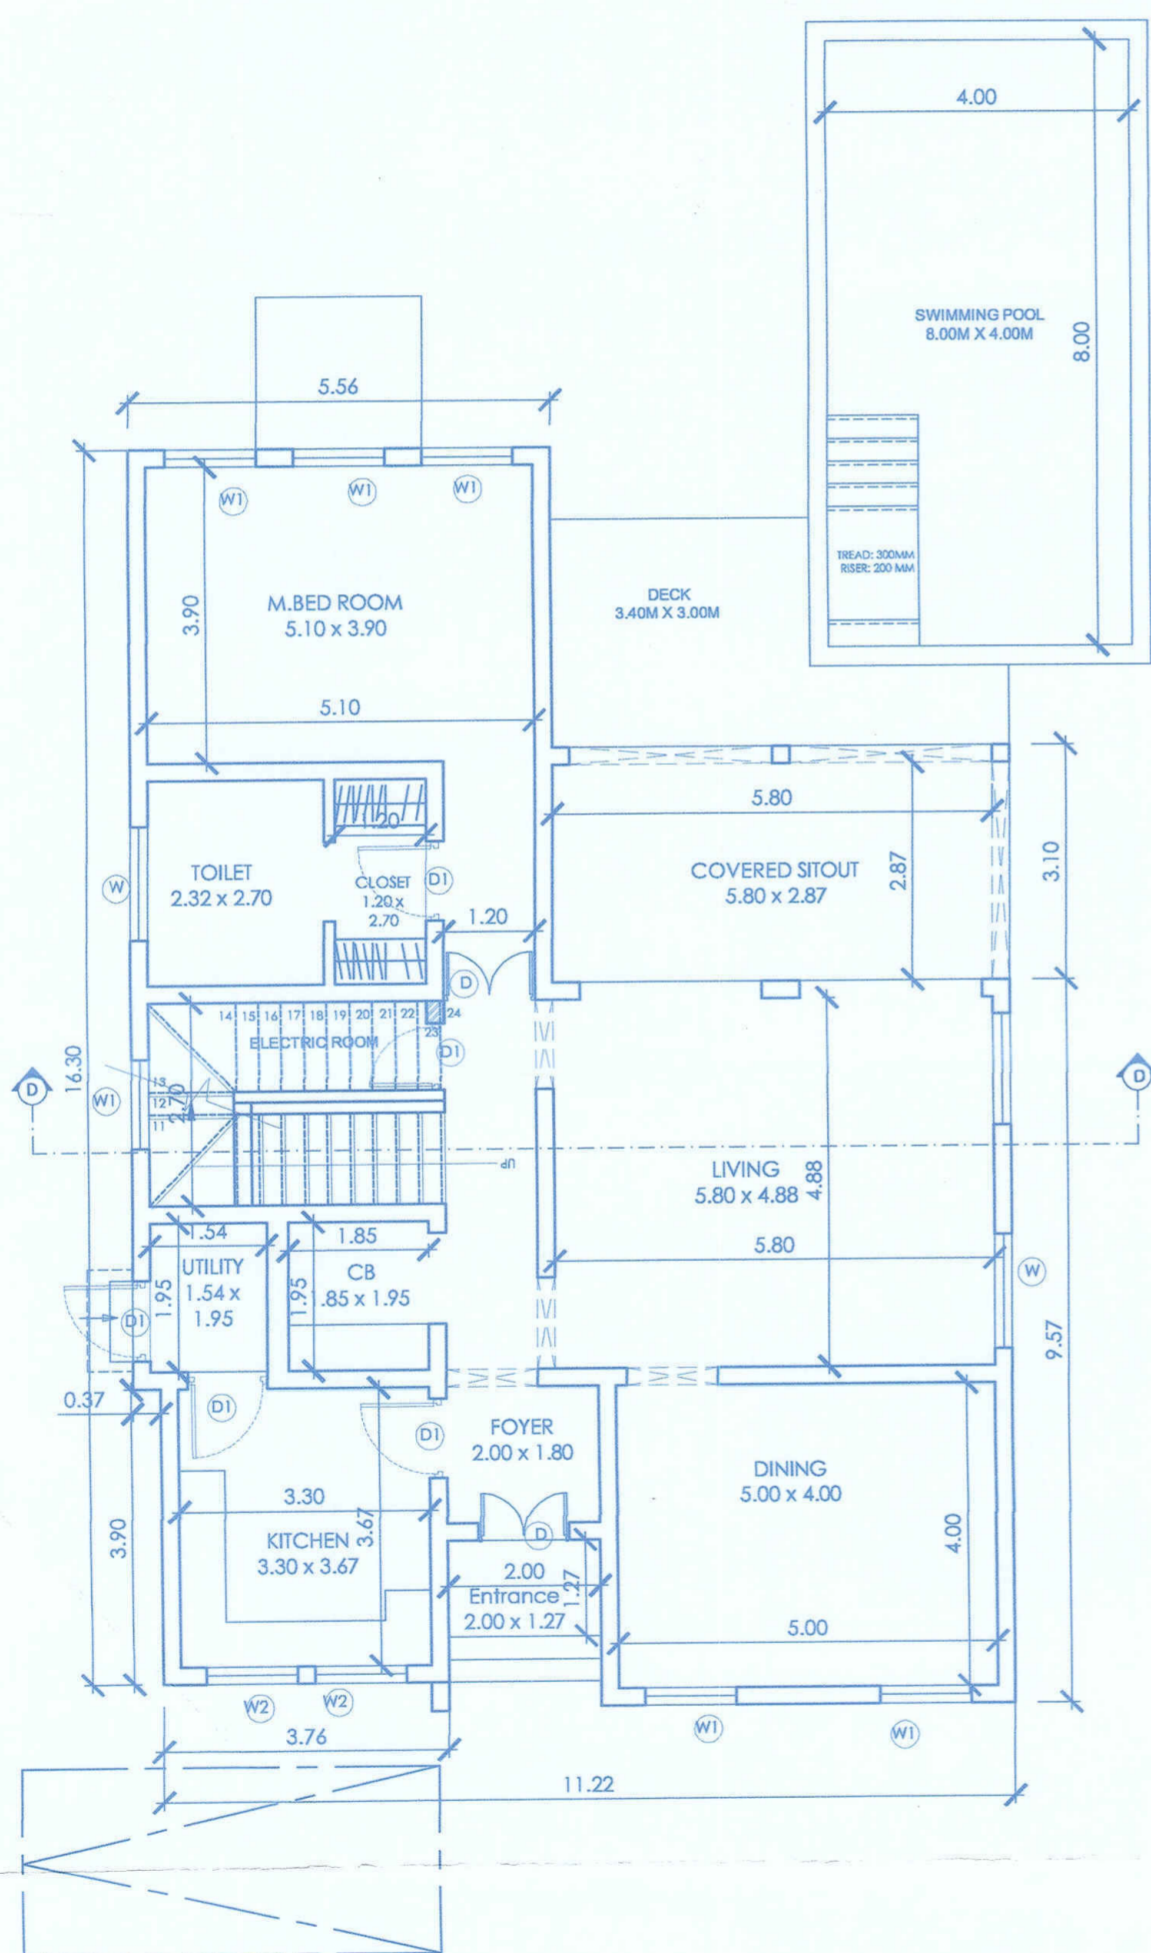 4.00
SWIMMING POOL
8.00M X 4.00M
8.00
TREAD: 300MM
RISER: 200 MM
5.56
W1
W1
W1
3.90
M.BED ROOM
5.10 x 3.90
5.10
DECK
3.40M X 3.00M
5.80
COVERED SITOUT
5.80 x 2.87
2.87
3.10
1.20
TOILET
2.32 x 2.70
W
CLOSET
1.20 x
2.70
D1
1.20
D
14 15 16 17 18 19 20 21 22 23 24
ELECTRIC ROOM
D1
16.30
D
D
W1
13
12
11
2.70
UP
LIVING
5.80 x 4.88
4.88
5.80
W
9.57
1.54
UTILITY
1.54 x
1.95
1.95
D1
1.85
CB
1.85 x 1.95
1.95
0.37
D1
D1
FOYER
2.00 x 1.80
DINING
5.00 x 4.00
4.00
5.00
3.90
3.30
KITCHEN
3.30 x 3.67
3.67
D
2.00
Entrance
2.00 x 1.27
1.27
W2
W2
W1
W1
3.76
11.22